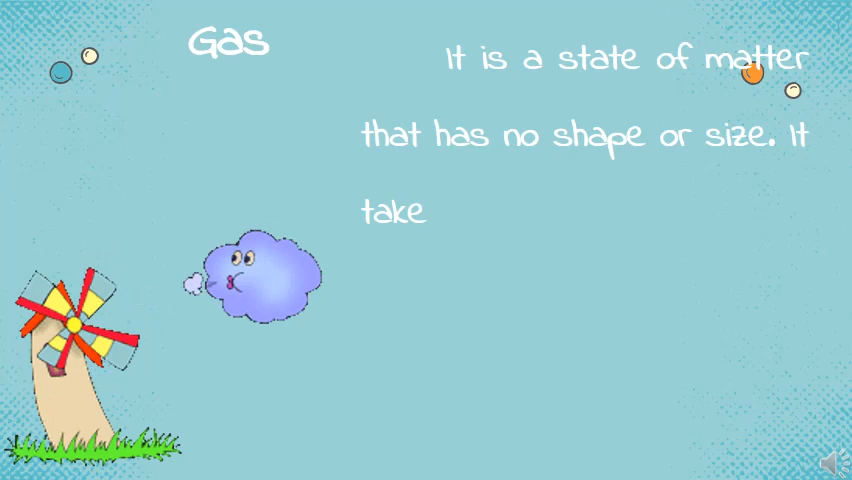 Gas
It is a state of matter
that has no shape or size. It
take